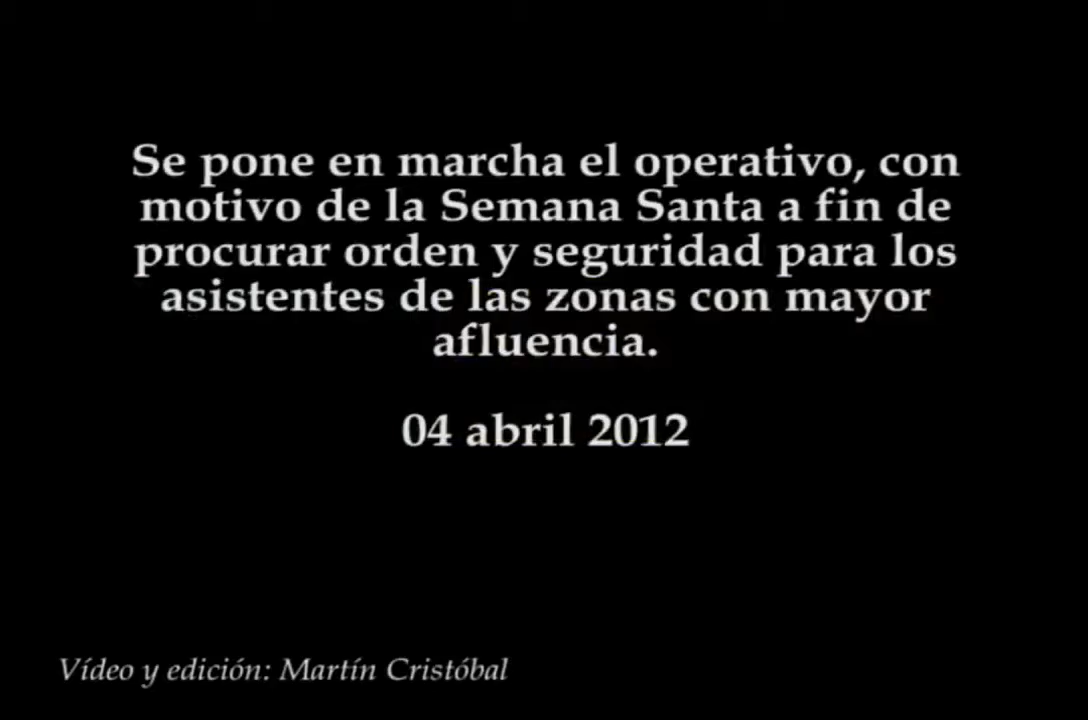 Se pone en marcha el operativo, con
motivo de la Semana Santa a fin de
procurar orden y seguridad para los
asistentes de las zonas con mayor
afluencia.
04 abril 2012
Vídeo y edición: Martín Cristóbal